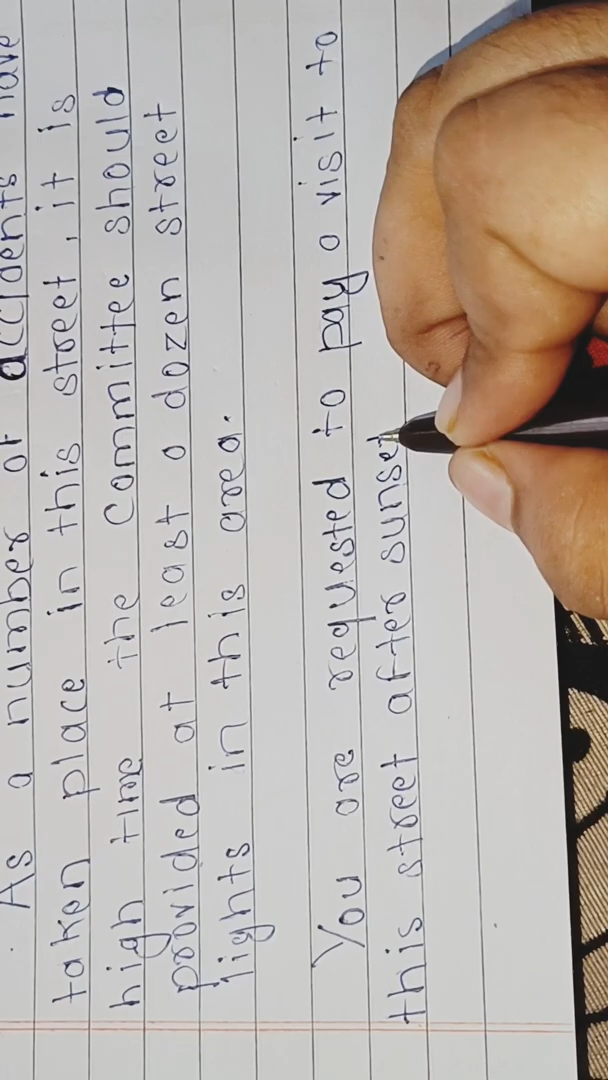 As a number of accidents have
taken place in this street, it is
high time the committee should
provided at least a dozen street
lights in this area.
You are requested to pay a visit to
this street after sunset